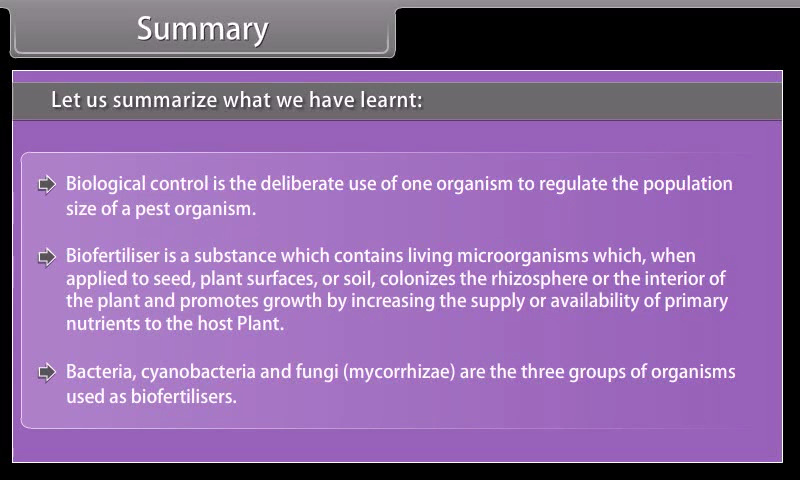 Summary
Let us summarize what we have learnt:
Biological control is the deliberate use of one organism to regulate the population
size of a pest organism.
Biofertiliser is a substance which contains living microorganisms which, when
applied to seed, plant surfaces, or soil, colonizes the rhizosphere or the interior of
the plant and promotes growth by increasing the supply or availability of primary
nutrients to the host Plant.
Bacteria, cyanobacteria and fungi (mycorrhizae) are the three groups of organisms
used as biofertilisers.